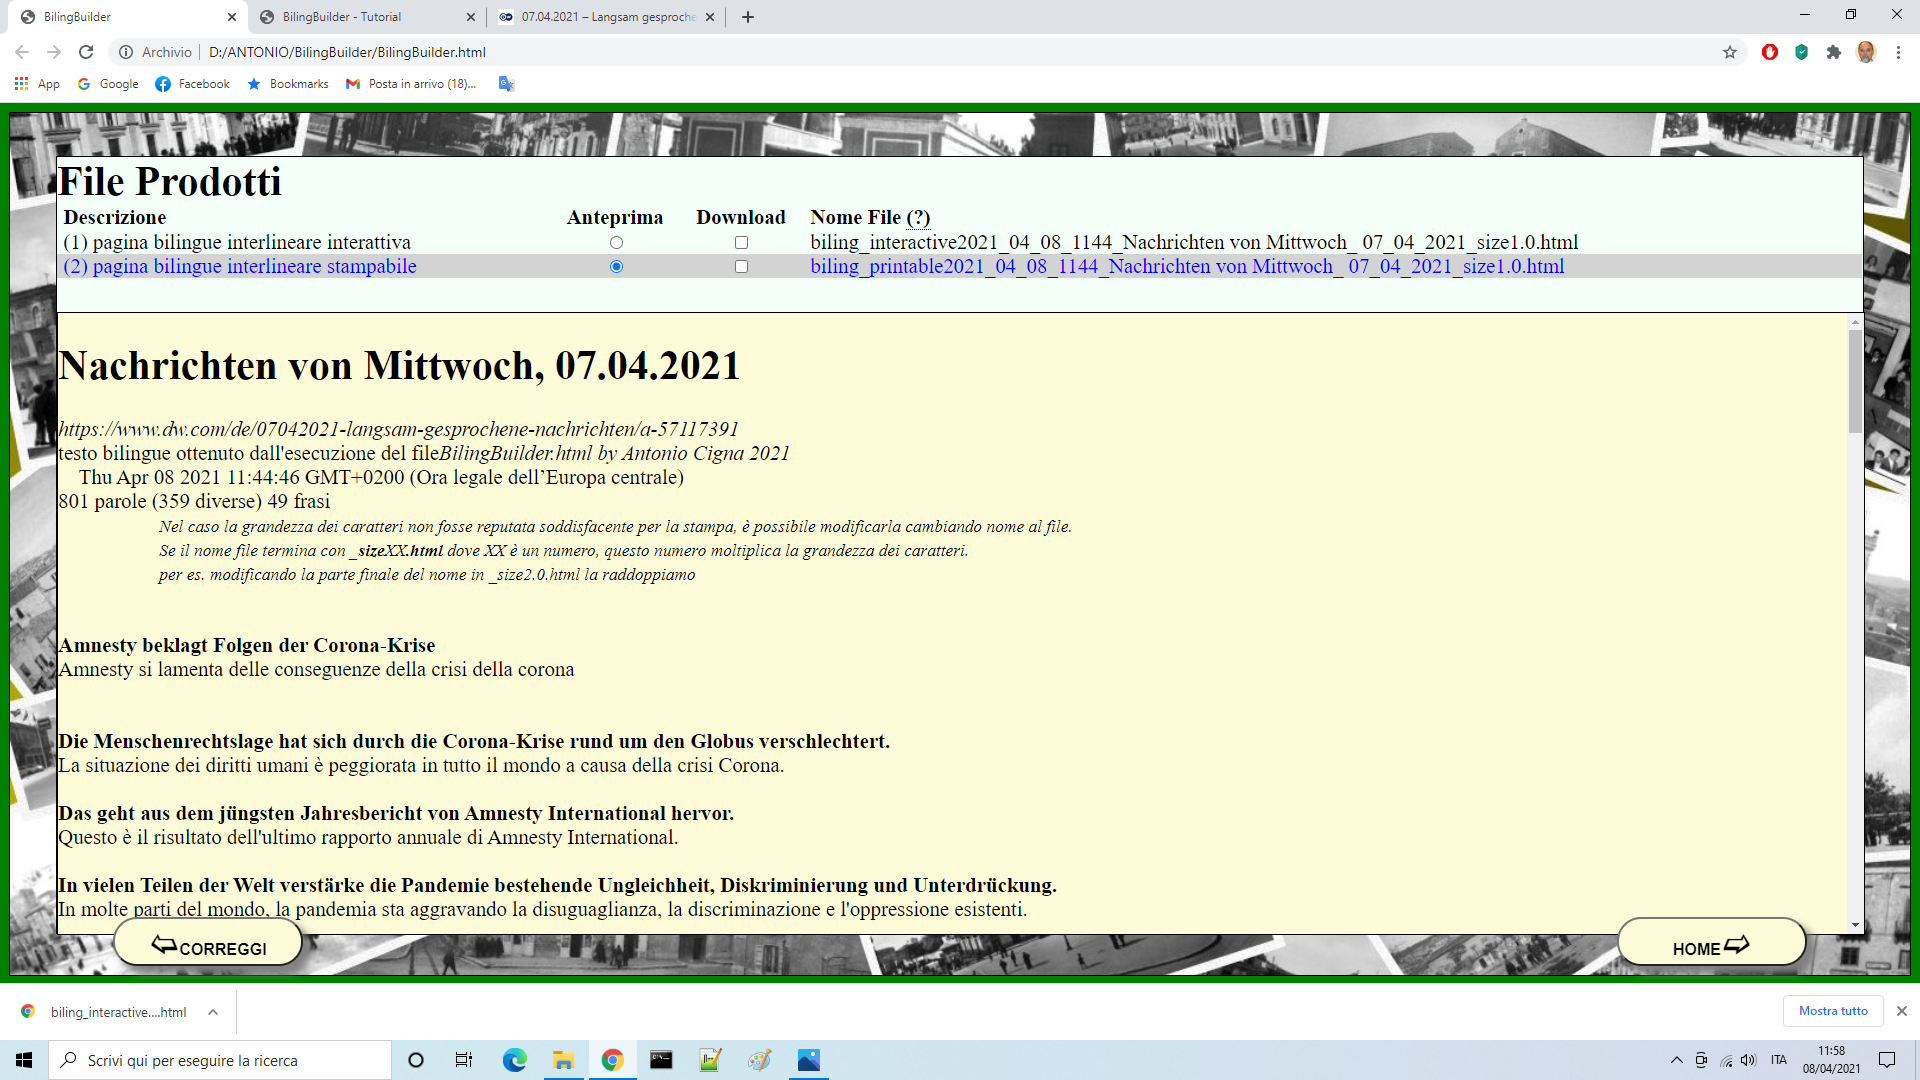 BilingBuilder
BilingBuilder - Tutorial
07.04.2021 – Langsam gesproche
Archivio
D:/ANTONIO/BilingBuilder/BilingBuilder.html
App
Google
Facebook
Bookmarks
Posta in arrivo (18)...
File Prodotti
Descrizione Anteprima Download Nome File (?)
(1) pagina bilingue interlineare interattiva biling_interactive2021_04_08_1144_Nachrichten von Mittwoch_ 07_04_2021_size1.0.html
(2) pagina bilingue interlineare stampabile biling_printable2021_04_08_1144_Nachrichten von Mittwoch_ 07_04_2021_size1.0.html
Nachrichten von Mittwoch, 07.04.2021
https://www.dw.com/de/07042021-langsam-gesprochene-nachrichten/a-57117391
testo bilingue ottenuto dall'esecuzione del fileBilingBuilder.html by Antonio Cigna 2021
Thu Apr 08 2021 11:44:46 GMT+0200 (Ora legale dell’Europa centrale)
801 parole (359 diverse) 49 frasi
Nel caso la grandezza dei caratteri non fosse reputata soddisfacente per la stampa, è possibile modificarla cambiando nome al file.
Se il nome file termina con _sizeXX.html dove XX è un numero, questo numero moltiplica la grandezza dei caratteri.
per es. modificando la parte finale del nome in _size2.0.html la raddoppiamo
Amnesty beklagt Folgen der Corona-Krise
Amnesty si lamenta delle conseguenze della crisi della corona
Die Menschenrechtslage hat sich durch die Corona-Krise rund um den Globus verschlechtert.
La situazione dei diritti umani è peggiorata in tutto il mondo a causa della crisi Corona.
Das geht aus dem jüngsten Jahresbericht von Amnesty International hervor.
Questo è il risultato dell'ultimo rapporto annuale di Amnesty International.
In vielen Teilen der Welt verstärke die Pandemie bestehende Ungleichheit, Diskriminierung und Unterdrückung.
In molte parti del mondo, la pandemia sta aggravando la disuguaglianza, la discriminazione e l'oppressione esistenti.
CORREGGI
HOME
biling_interactive....html
Mostra tutto
Scrivi qui per eseguire la ricerca
ITA
11:58
08/04/2021